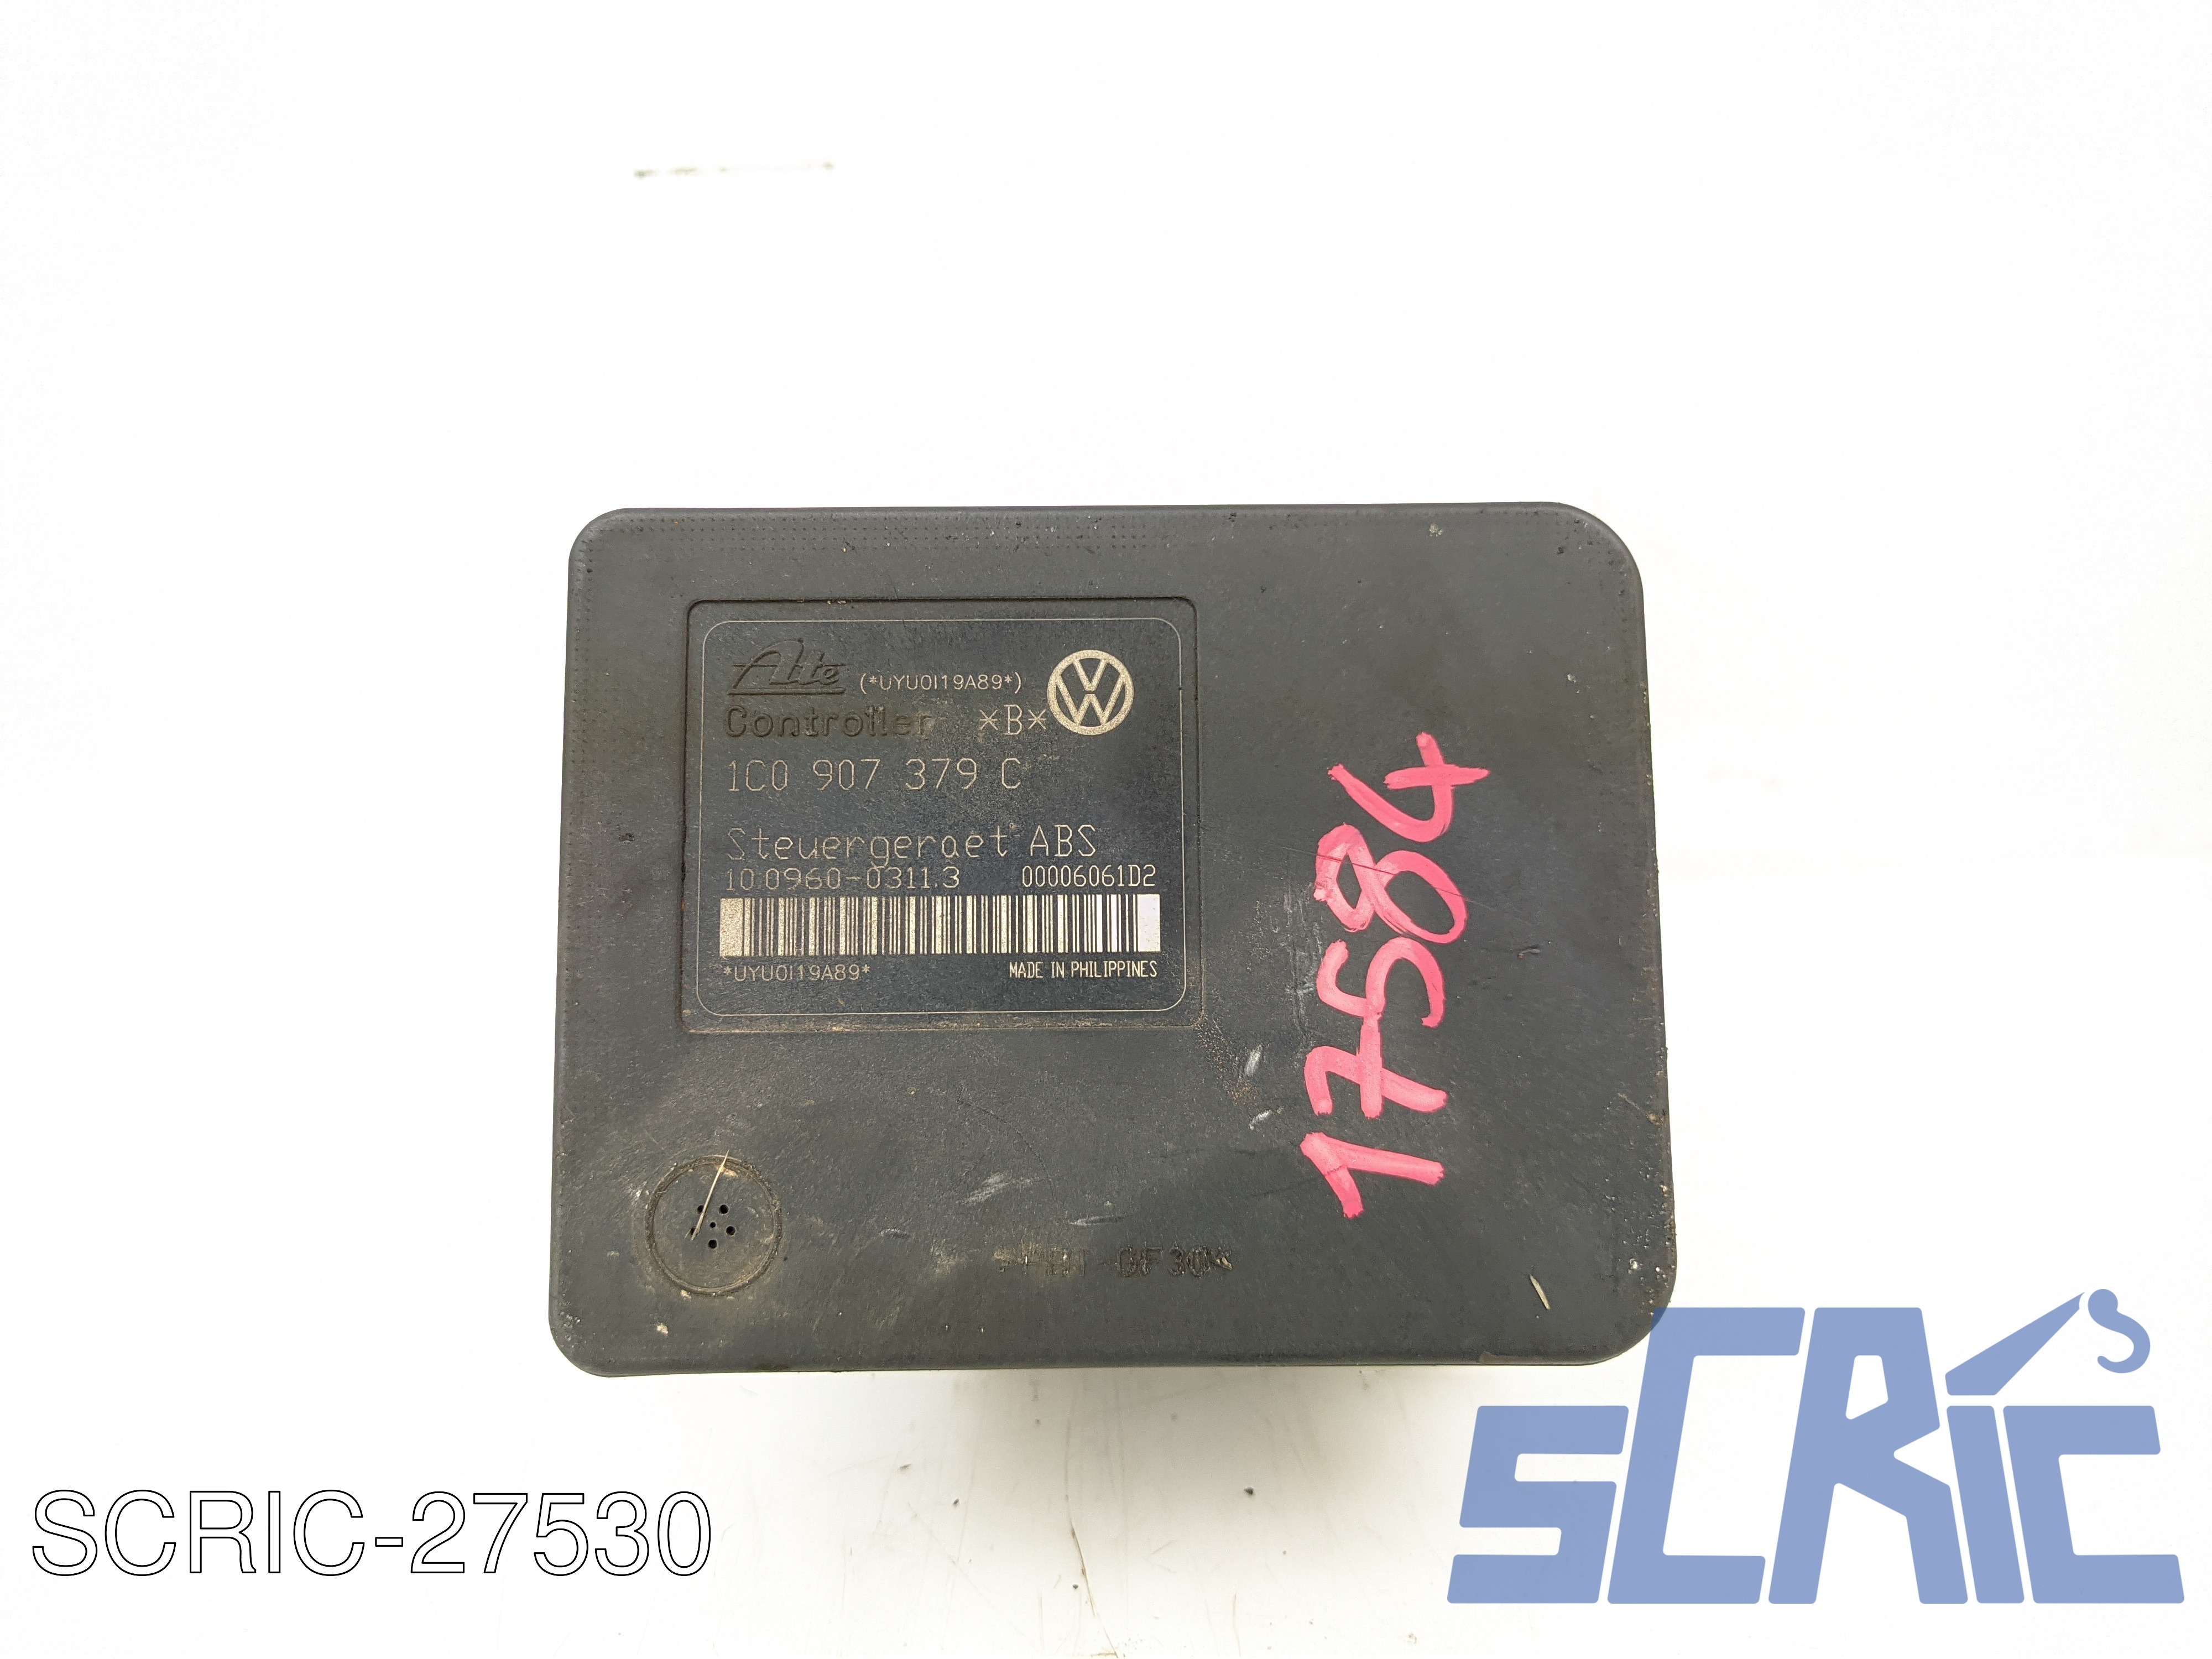 Ate (*UYU0I19A89*)
Controller *B*
1C0 907 379 C
Steuergeraet ABS
10.0960-0311.3 00006061D2
*UYU0I19A89*
MADE IN PHILIPPINES
17584
SCRIC-27530
SCRIC